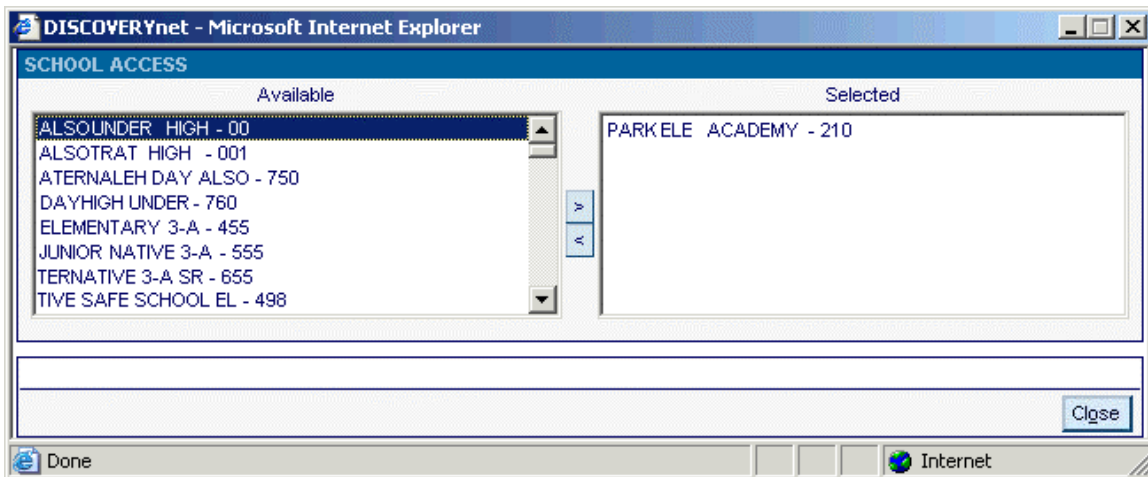 DISCOVERYnet - Microsoft Internet Explorer
SCHOOL ACCESS
Available
ALSOUNDER HIGH - 00
ALSOTRAT HIGH - 001
ATERNALEH DAY ALSO - 750
DAYHIGH UNDER - 760
ELEMENTARY 3-A - 455
JUNIOR NATIVE 3-A - 555
TERNATIVE 3-A SR - 655
TIVE SAFE SCHOOL EL - 498
>
<
Selected
PARK ELE ACADEMY - 210
Close
Done
Internet